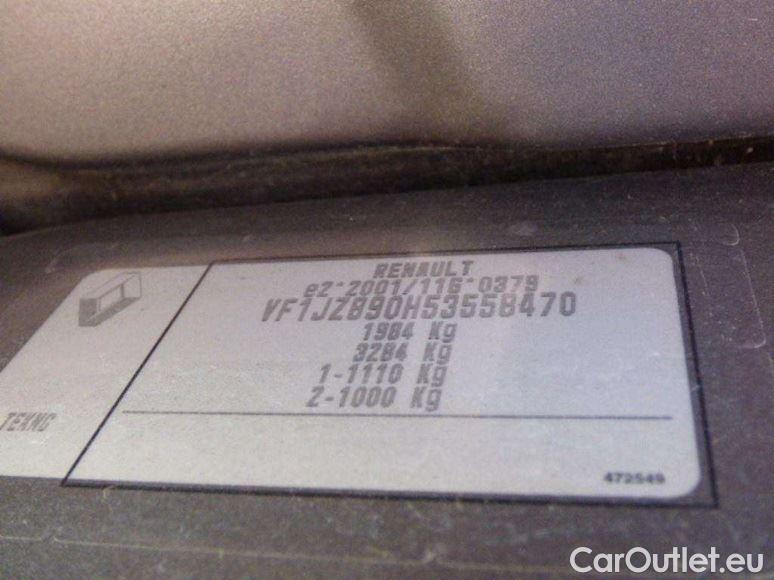 RENAULT
e2*2001/116*0379
VF1JZ890H53558470
1984 Kg
3284 Kg
1-1110 Kg
2-1000 Kg
TEKNG
472549
CarOutlet.eu